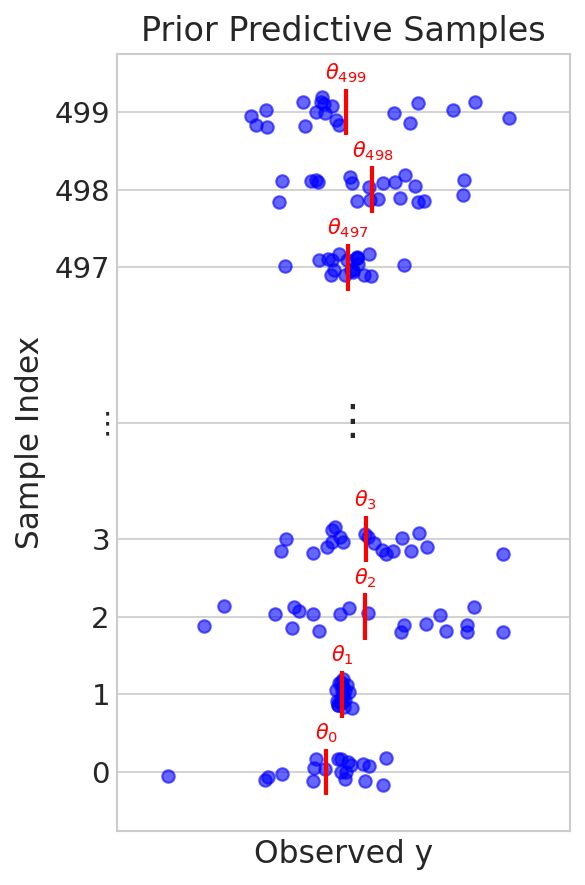 Prior Predictive Samples
θ₄₉₉
499
θ₄₉₈
498
θ₄₉₇
497
Sample Index
⋮
⋮
θ₃
3
θ₂
2
θ₁
1
θ₀
0
Observed y